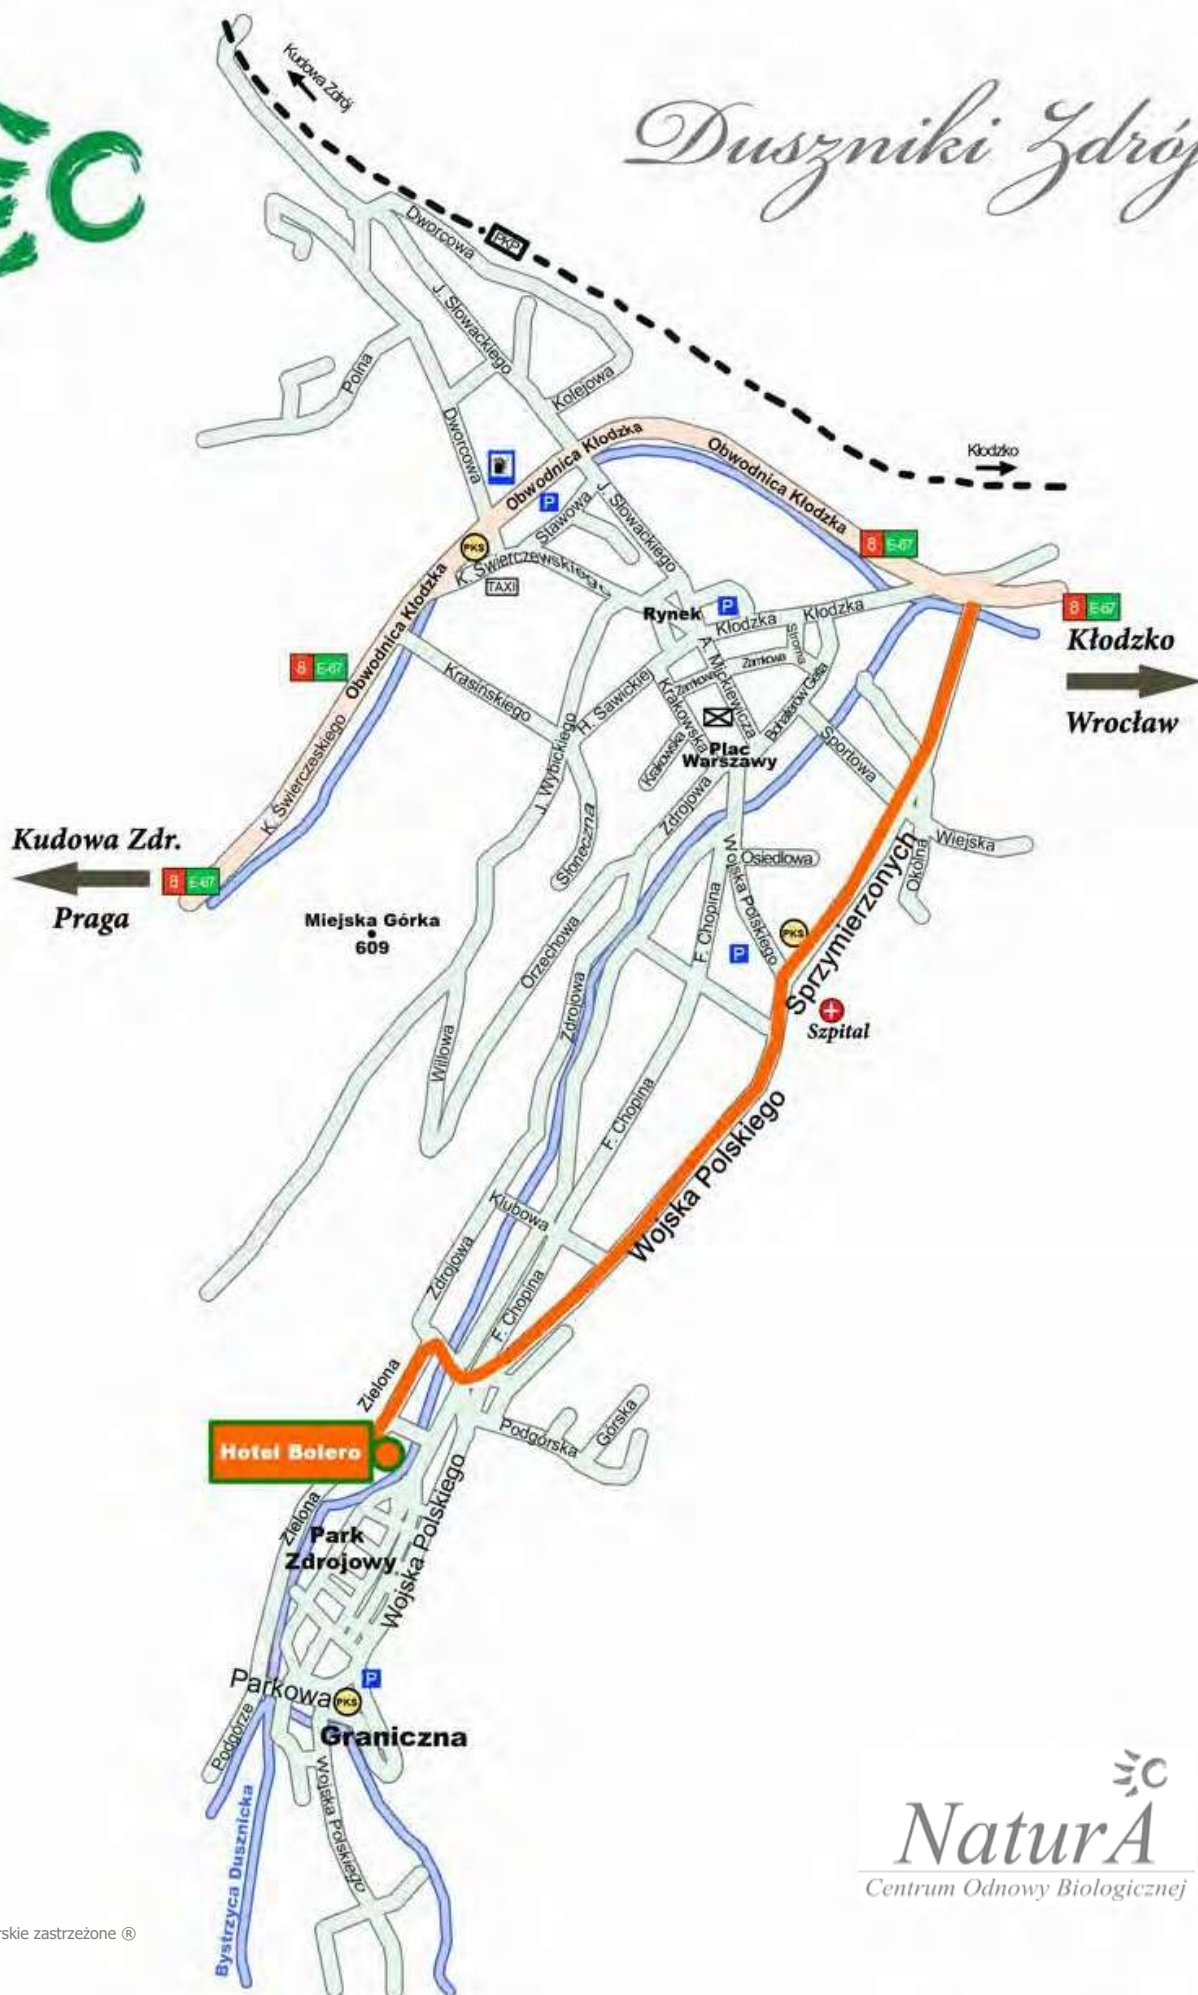 Kudowa Zdrój
Duszniki Zdrój
PKP
Dworcowa
J. Słowackiego
Polna
Kolejowa
Dworcowa
Obwodnica Kłodzka
Obwodnica Kłodzka
Kłodzko
P
Stawowa
J. Słowackiego
8 E-67
PKS
K. Świerczewskiego
TAXI
Rynek
P
Kłodzka
Kłodzka
8 E-67
Kłodzko
Wrocław
Obwodnica Kłodzka
8 E-67
Krasińskiego
H. Sawickiej
A. Mickiewicza
Stroma
Zamkowa
Zamkowa
Krakowska
Krakowska
Bohaterów Getta
Plac
Warszawy
Sportowa
K. Świerczeskiego
J. Wybickiego
Słoneczna
Zdrojowa
Kudowa Zdr.
8 E-67
Praga
Wojska Polskiego
Osiedlowa
Wiejska
Okólna
Miejska Górka
609
Orzechowa
F. Chopina
PKS
P
Sprzymierzonych
Szpital
Zdrojowa
Willowa
F. Chopina
Wojska Polskiego
Klubowa
Zdrojowa
F. Chopina
Zielona
Hotel Bolero
Podgórska
Górska
Zielona
Park
Zdrojowy
Wojska Polskiego
Parkowa
P
PKS
Podgórze
Graniczna
Wojska Polskiego
Bystrzyca Dusznicka
NaturA
Centrum Odnowy Biologicznej
rskie zastrzeżone ®